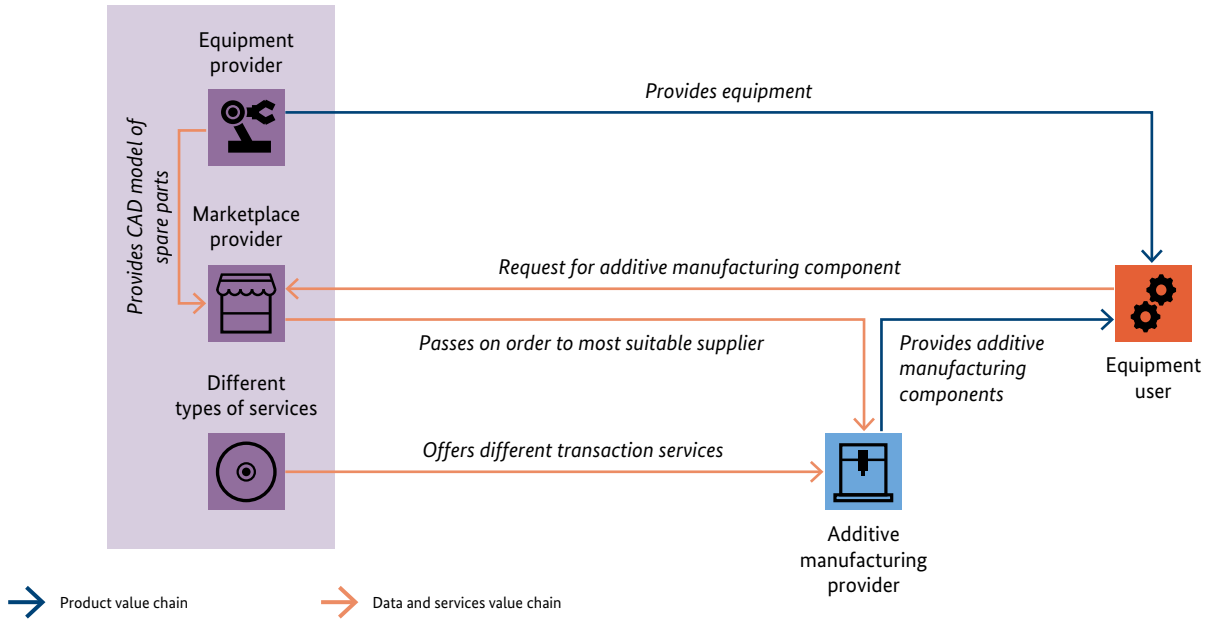 Equipment
provider
Provides equipment
Provides CAD model of
spare parts
Marketplace
provider
Request for additive manufacturing component
Passes on order to most suitable supplier
Provides additive
manufacturing
components
Equipment
user
Different
types of services
Offers different transaction services
Additive
manufacturing
provider
Product value chain
Data and services value chain